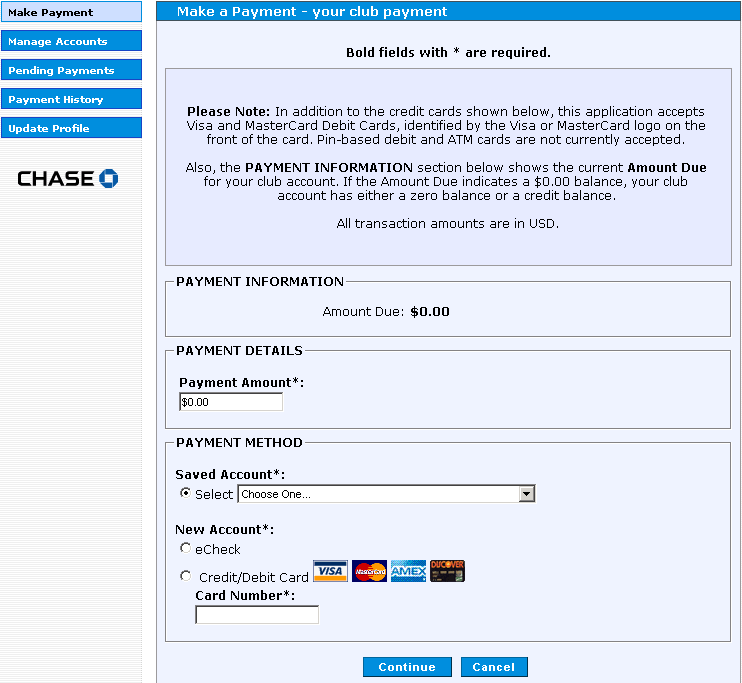 Make Payment
Manage Accounts
Pending Payments
Payment History
Update Profile
CHASE
Make a Payment - your club payment
Bold fields with * are required.
Please Note: In addition to the credit cards shown below, this application accepts
Visa and MasterCard Debit Cards, identified by the Visa or MasterCard logo on the
front of the card. Pin-based debit and ATM cards are not currently accepted.
Also, the PAYMENT INFORMATION section below shows the current Amount Due
for your club account. If the Amount Due indicates a $0.00 balance, your club
account has either a zero balance or a credit balance.
All transaction amounts are in USD.
PAYMENT INFORMATION
Amount Due: $0.00
PAYMENT DETAILS
Payment Amount*:
$0.00
PAYMENT METHOD
Saved Account*:
Select Choose One...
New Account*:
eCheck
Credit/Debit Card VISA MasterCard AMEX DISCOVER
Card Number*:
Continue Cancel